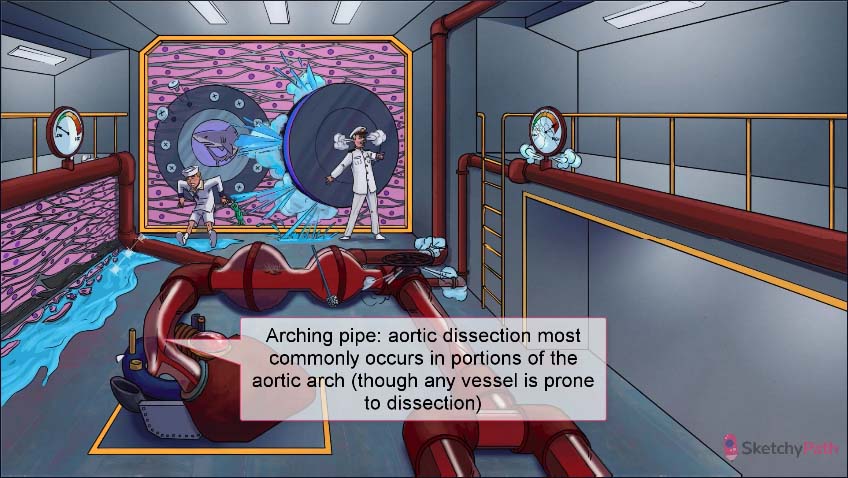 Arching pipe: aortic dissection most
commonly occurs in portions of the
aortic arch (though any vessel is prone
to dissection)
SketchyPath